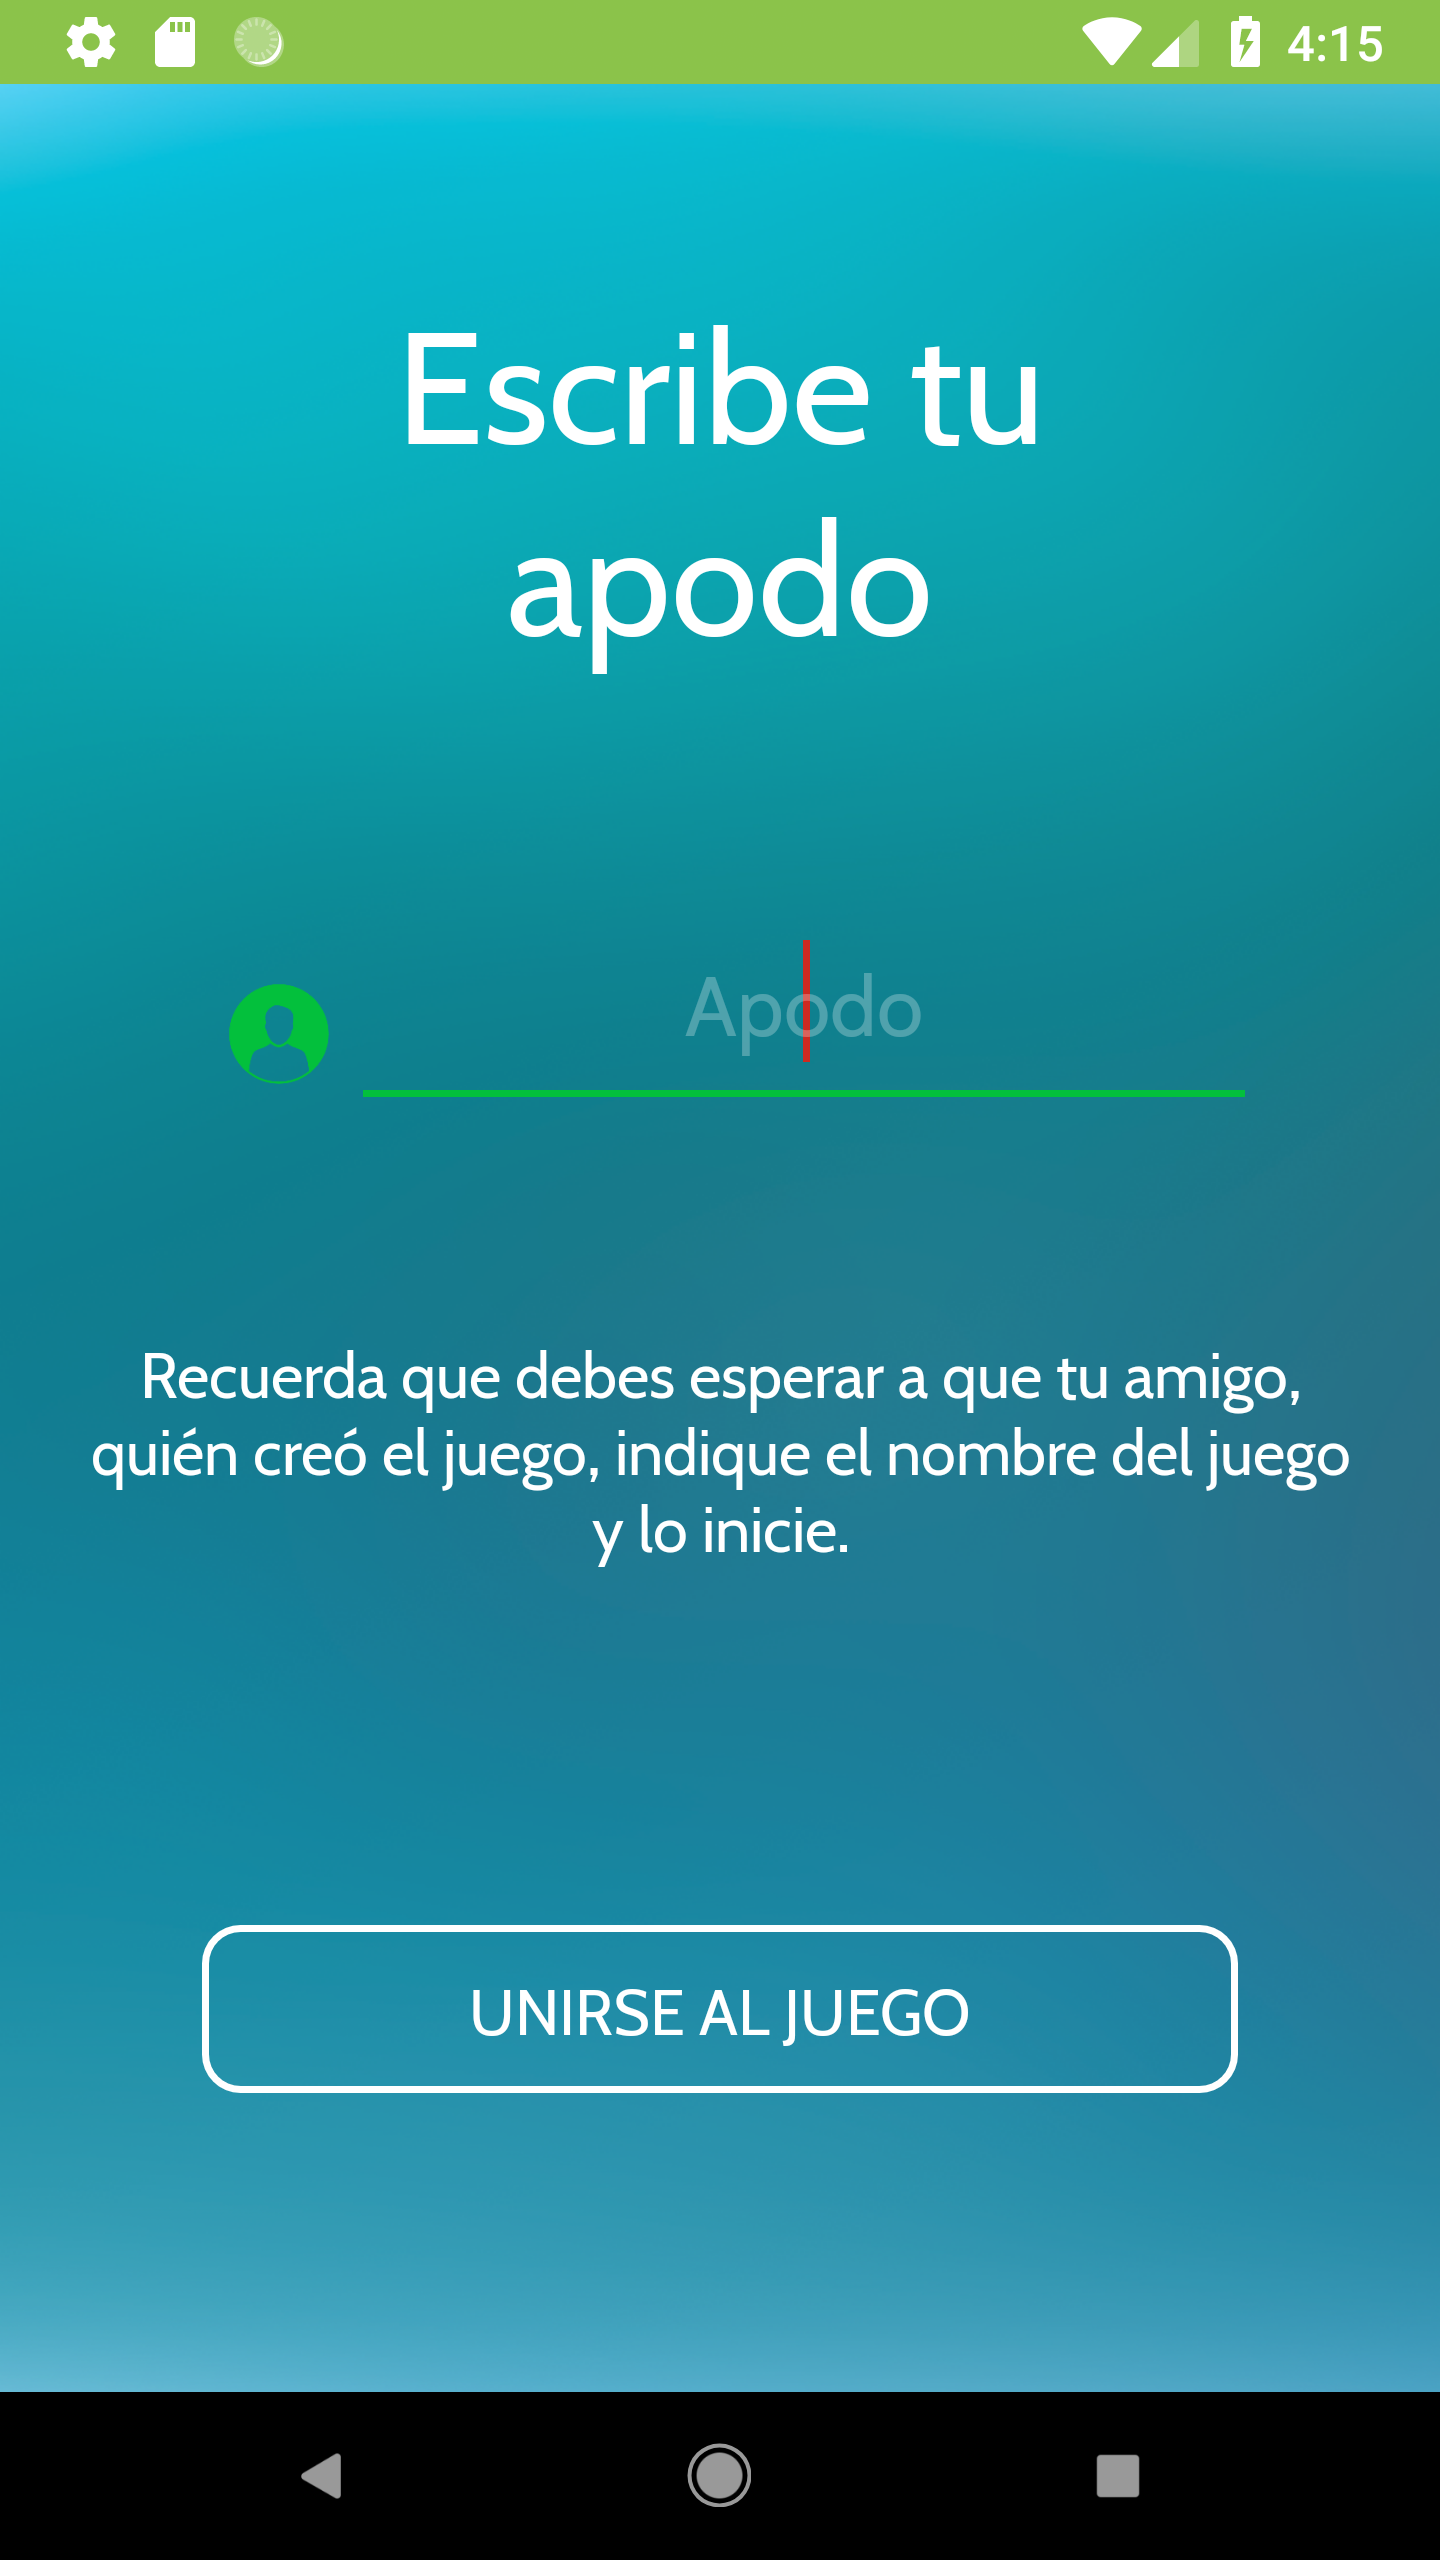 4:15
Escribe tu
apodo
Apodo
Recuerda que debes esperar a que tu amigo,
quién creó el juego, indique el nombre del juego
y lo inicie.
UNIRSE AL JUEGO